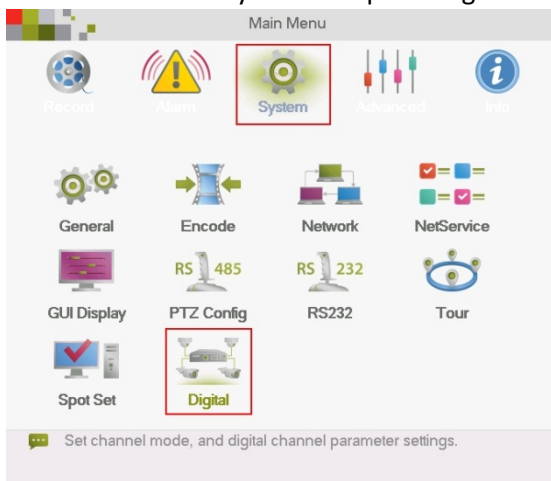 Main Menu
Record Alarm System Advanced Info
General Encode Network NetService
RS 485 RS 232
GUI Display PTZ Config RS232 Tour
Spot Set Digital
Set channel mode, and digital channel parameter settings.